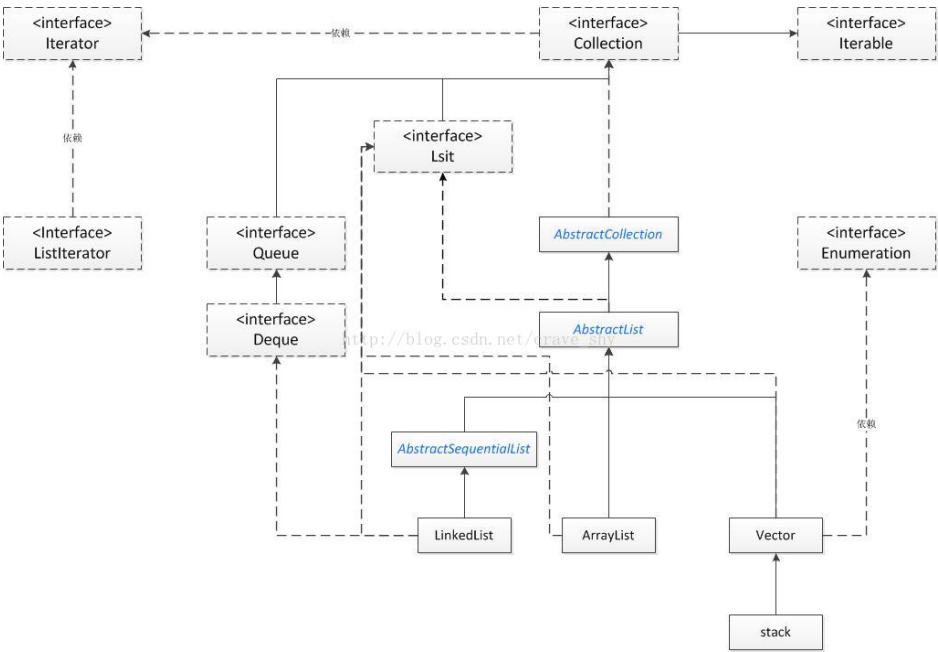 <interface>
Iterator
依赖
<interface>
Collection
<interface>
Iterable
依赖
<interface>
Lsit
<Interface>
ListIterator
<interface>
Queue
AbstractCollection
<interface>
Enumeration
<interface>
Deque
AbstractList
http://blog.csdn.net/crave_shy
依赖
AbstractSequentialList
LinkedList
ArrayList
Vector
stack